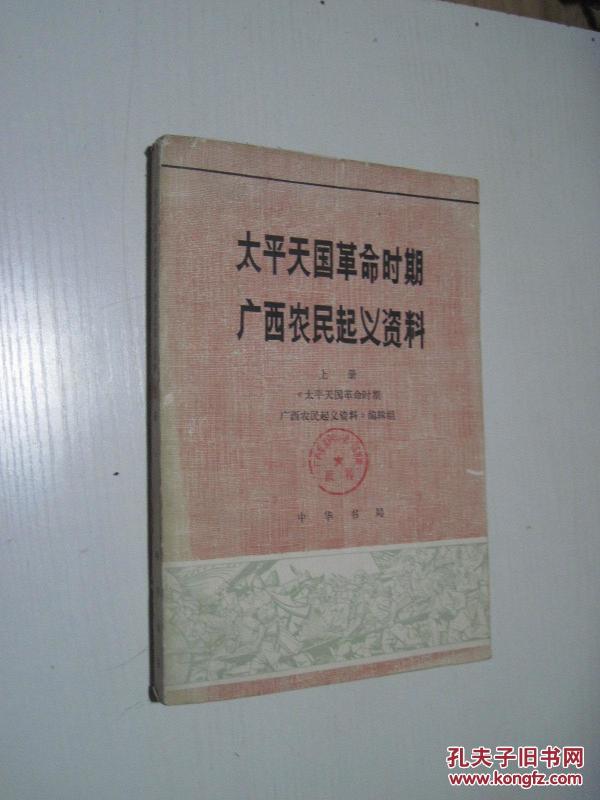 太平天国革命时期
广西农民起义资料
上册
《太平天国革命时期
广西农民起义资料》编辑组
中华书局
孔夫子旧书网
www.kongfz.com